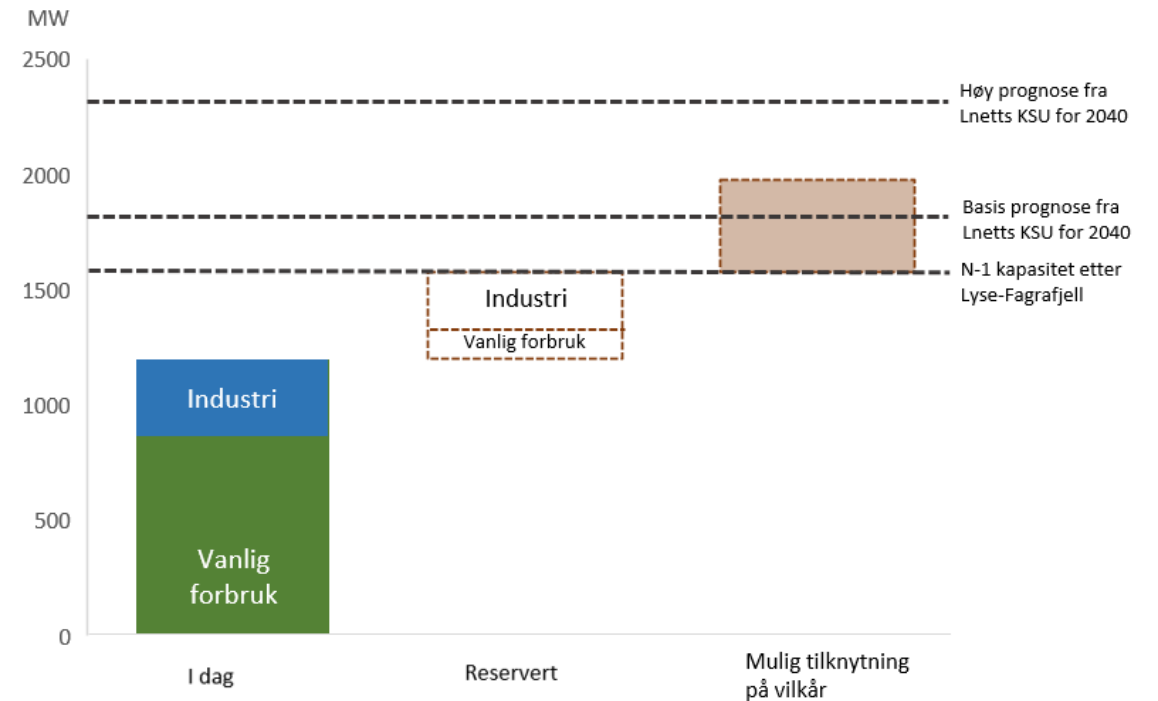 MW
2500
Høy prognose fra
Lnetts KSU for 2040
2000
Basis prognose fra
Lnetts KSU for 2040
N-1 kapasitet etter
Lyse-Fagrafjell
1500
Industri
Vanlig forbruk
1000
Industri
500
Vanlig
forbruk
0
I dag
Reservert
Mulig tilknytning
på vilkår